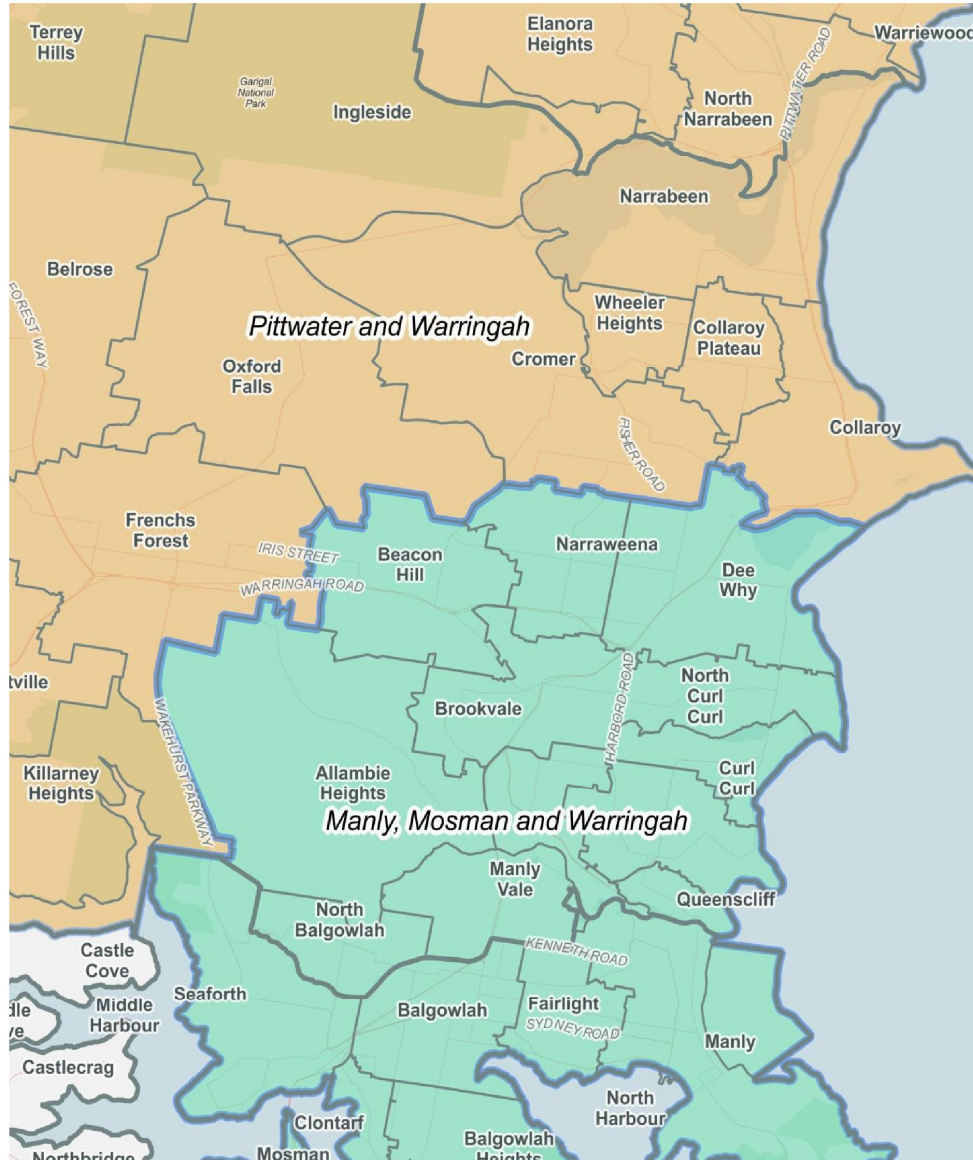 Terrey
Hills
Elanora
Heights
Warriewood
Garigal
National
Park
Ingleside
North
Narrabeen
PITTWATER ROAD
Narrabeen
Belrose
FOREST WAY
Wheeler
Heights
Collaroy
Plateau
Pittwater and Warringah
Cromer
Oxford
Falls
Collaroy
FISHER ROAD
Frenchs
Forest
IRIS STREET
Beacon
Hill
Narraweena
Dee
Why
WARRINGAH ROAD
tville
WAKEHURST PARKWAY
Brookvale
HARBORD ROAD
North
Curl
Curl
Killarney
Heights
Allambie
Heights
Curl
Curl
Manly, Mosman and Warringah
Manly
Vale
Queenscliff
North
Balgowlah
KENNETH ROAD
Castle
Cove
Seaforth
Middle
Harbour
dle
ve
Balgowlah
Fairlight
SYDNEY ROAD
Manly
Castlecrag
North
Harbour
Clontarf
Balgowlah
Heights
Mosman
Northbridge